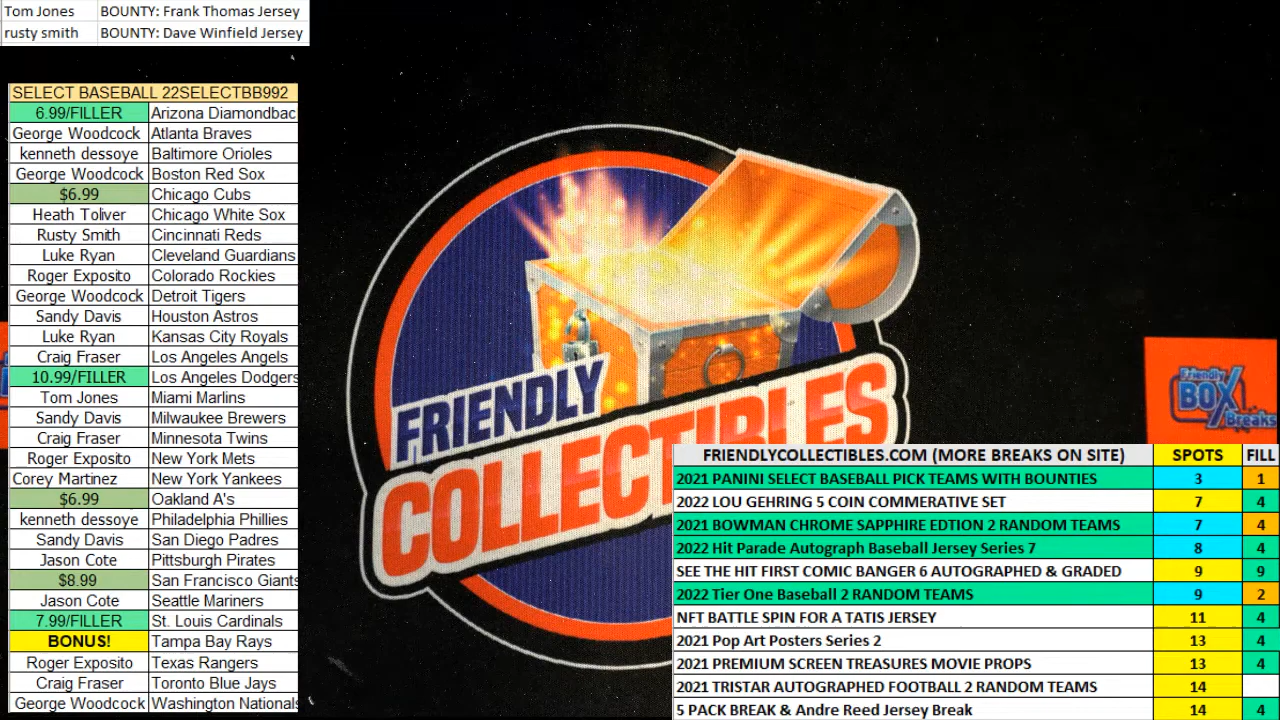 Tom Jones BOUNTY: Frank Thomas Jersey
rusty smith BOUNTY: Dave Winfield Jersey
SELECT BASEBALL 22SELECTBB992
6.99/FILLER Arizona Diamondbac
George Woodcock Atlanta Braves
kenneth dessoye Baltimore Orioles
George Woodcock Boston Red Sox
$6.99 Chicago Cubs
Heath Toliver Chicago White Sox
Rusty Smith Cincinnati Reds
Luke Ryan Cleveland Guardians
Roger Exposito Colorado Rockies
George Woodcock Detroit Tigers
Sandy Davis Houston Astros
Luke Ryan Kansas City Royals
Craig Fraser Los Angeles Angels
10.99/FILLER Los Angeles Dodgers
Tom Jones Miami Marlins
Sandy Davis Milwaukee Brewers
Craig Fraser Minnesota Twins
Roger Exposito New York Mets
Corey Martinez New York Yankees
$6.99 Oakland A's
kenneth dessoye Philadelphia Phillies
Sandy Davis San Diego Padres
Jason Cote Pittsburgh Pirates
$8.99 San Francisco Giants
Jason Cote Seattle Mariners
7.99/FILLER St. Louis Cardinals
BONUS! Tampa Bay Rays
Roger Exposito Texas Rangers
Craig Fraser Toronto Blue Jays
George Woodcock Washington Nationals
FRIENDLY
COLLECTIBLES
Friendly
BOX
Breaks
FRIENDLYCOLLECTIBLES.COM (MORE BREAKS ON SITE) SPOTS FILL
2021 PANINI SELECT BASEBALL PICK TEAMS WITH BOUNTIES 3 1
2022 LOU GEHRING 5 COIN COMMERATIVE SET 7 4
2021 BOWMAN CHROME SAPPHIRE EDTION 2 RANDOM TEAMS 7 4
2022 Hit Parade Autograph Baseball Jersey Series 7 8 4
SEE THE HIT FIRST COMIC BANGER 6 AUTOGRAPHED & GRADED 9 9
2022 Tier One Baseball 2 RANDOM TEAMS 9 2
NFT BATTLE SPIN FOR A TATIS JERSEY 11 4
2021 Pop Art Posters Series 2 13 4
2021 PREMIUM SCREEN TREASURES MOVIE PROPS 13 4
2021 TRISTAR AUTOGRAPHED FOOTBALL 2 RANDOM TEAMS 14
5 PACK BREAK & Andre Reed Jersey Break 14 4